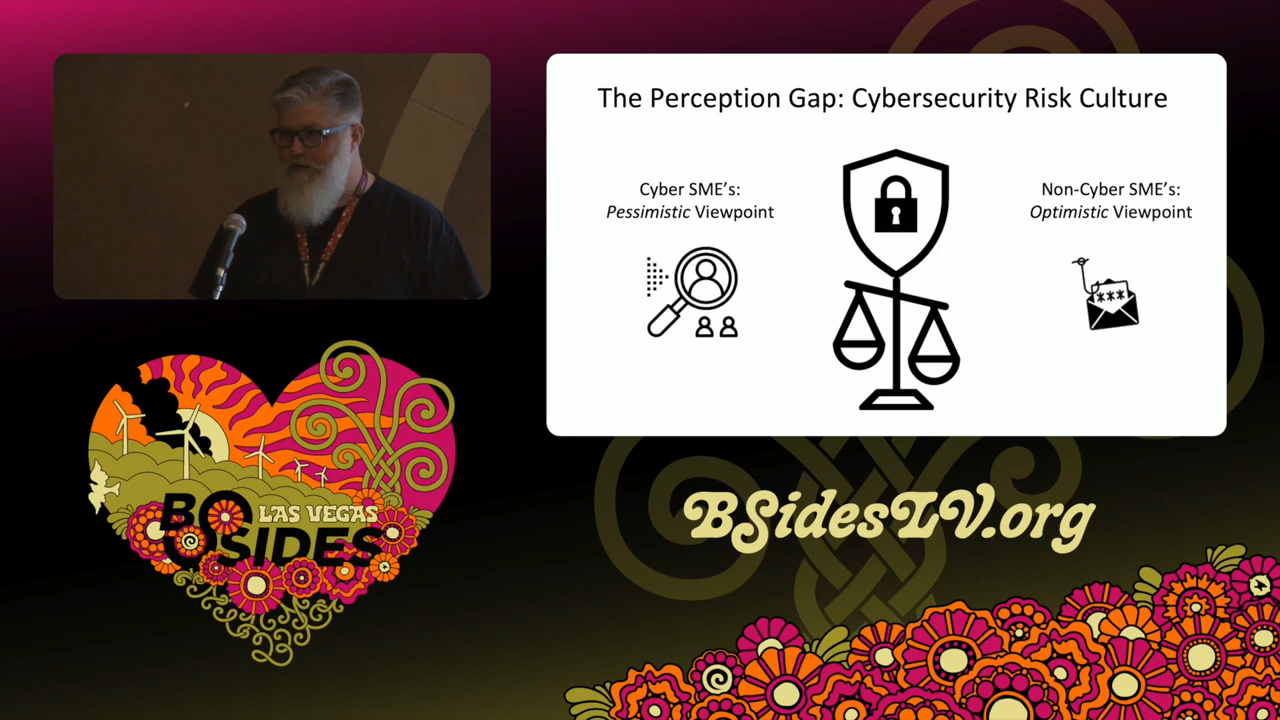 The Perception Gap: Cybersecurity Risk Culture
Cyber SME's:
Pessimistic Viewpoint
Non-Cyber SME's:
Optimistic Viewpoint
***
LAS VEGAS
BSIDES
BSidesLV.org